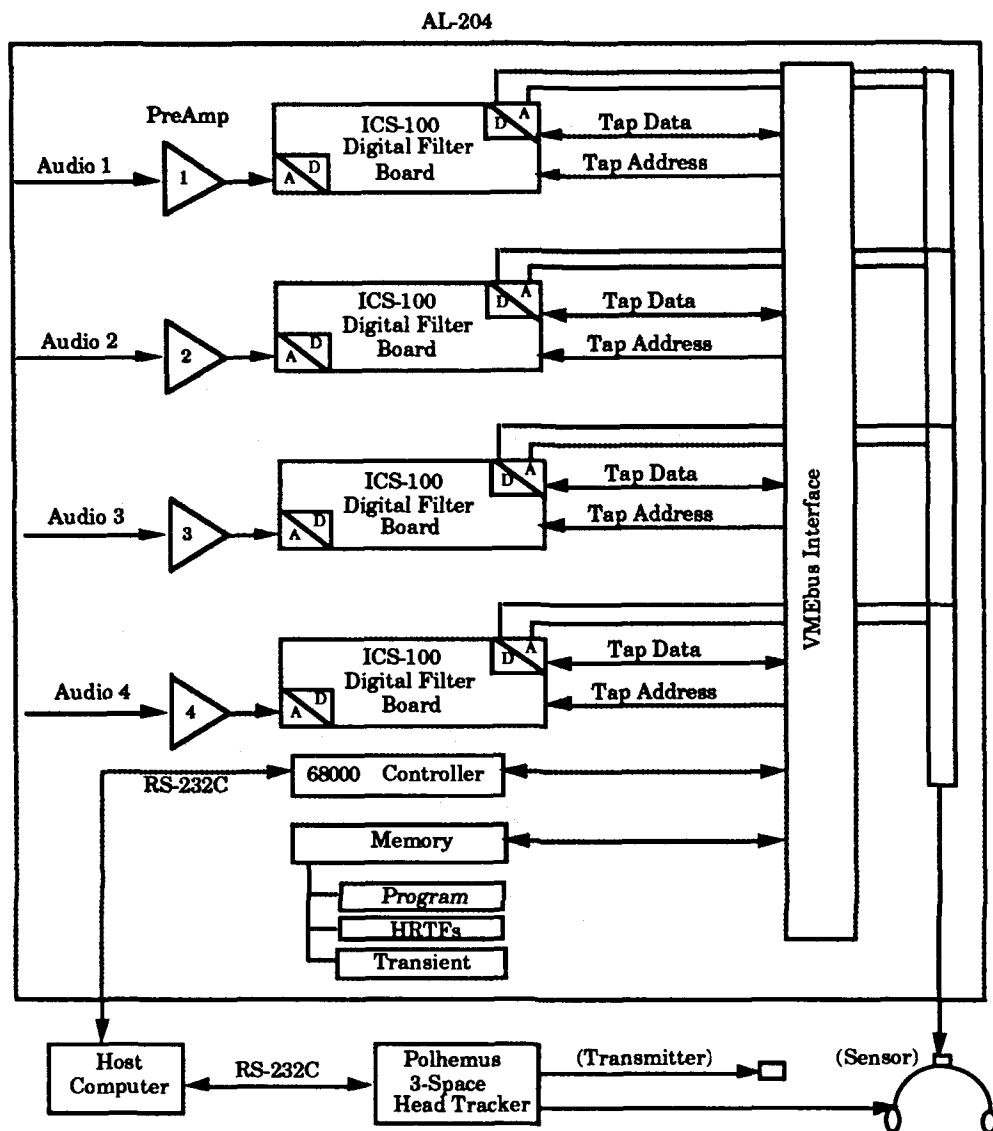 AL-204
PreAmp
Audio 1
1
A D
ICS-100
Digital Filter
Board
D A
Tap Data
Tap Address
Audio 2
2
A D
ICS-100
Digital Filter
Board
D A
Tap Data
Tap Address
Audio 3
3
A D
ICS-100
Digital Filter
Board
D A
Tap Data
Tap Address
Audio 4
4
A D
ICS-100
Digital Filter
Board
D A
Tap Data
Tap Address
VMEbus Interface
RS-232C
68000 Controller
Memory
Program
HRTFs
Transient
Host
Computer
RS-232C
Polhemus
3-Space
Head Tracker
(Transmitter)
(Sensor)